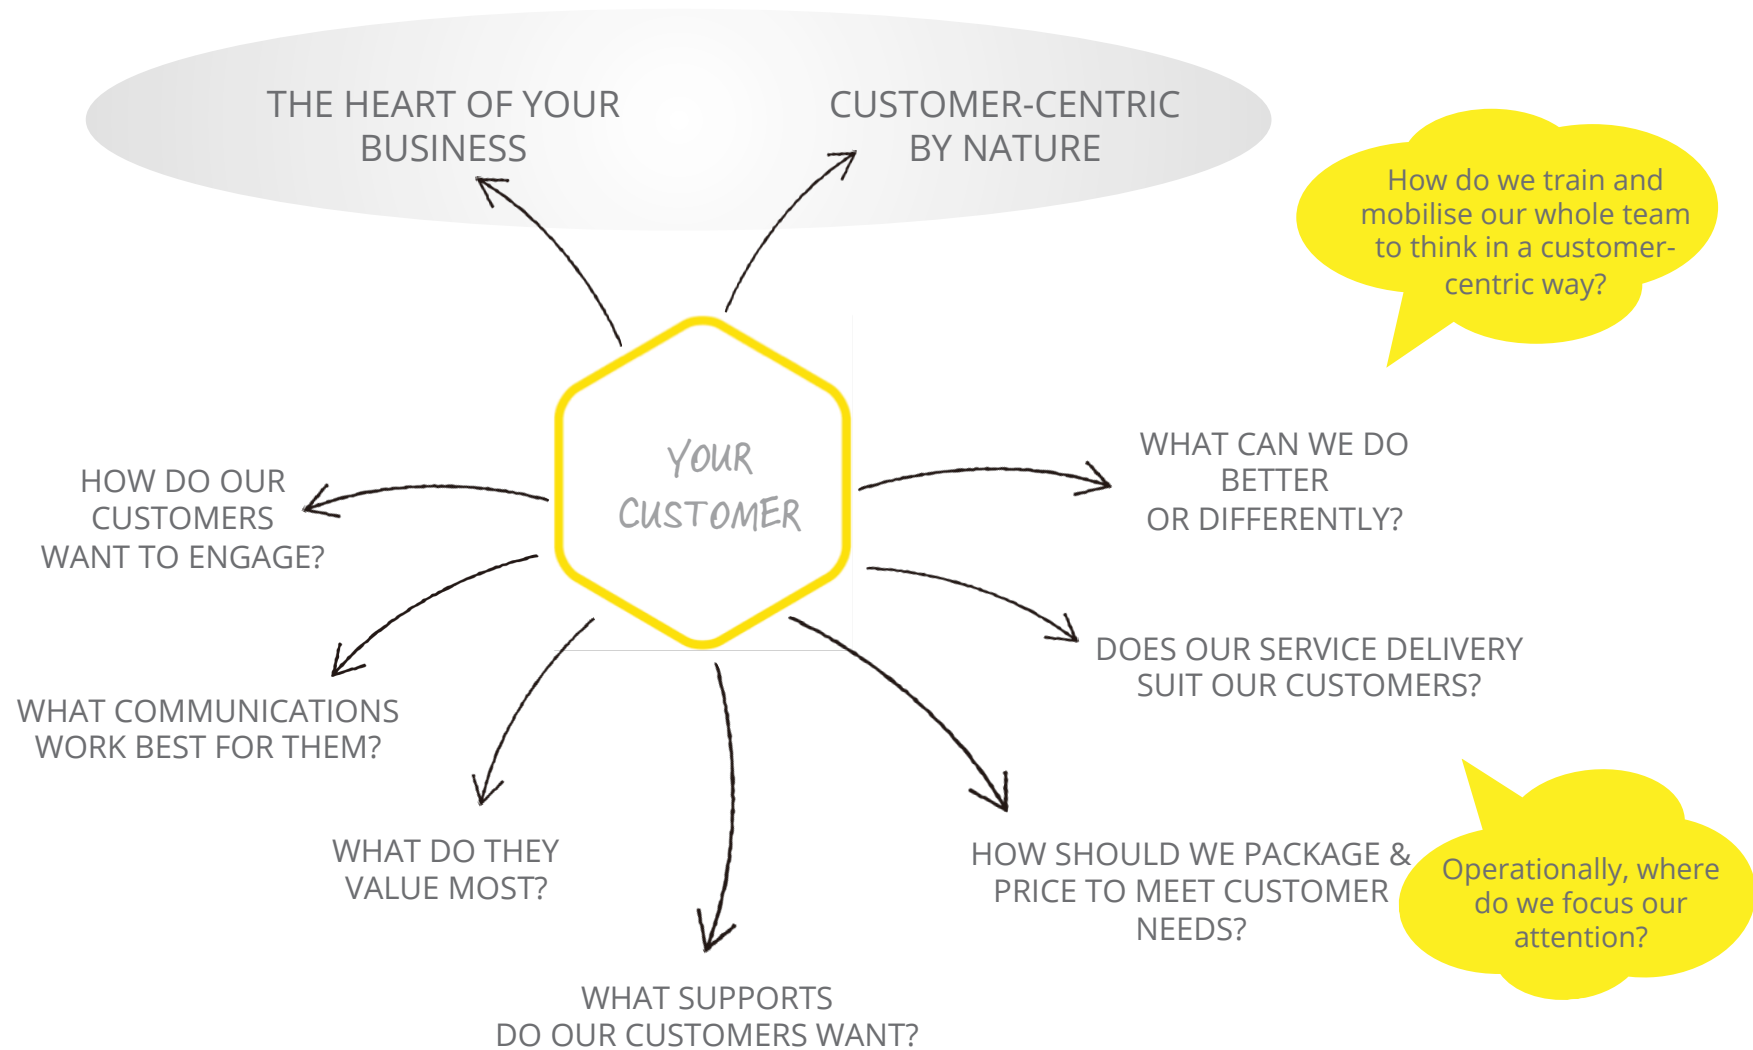 THE HEART OF YOUR
BUSINESS
CUSTOMER-CENTRIC
BY NATURE
How do we train and
mobilise our whole team
to think in a customer-
centric way?
YOUR
CUSTOMER
HOW DO OUR
CUSTOMERS
WANT TO ENGAGE?
WHAT CAN WE DO
BETTER
OR DIFFERENTLY?
WHAT COMMUNICATIONS
WORK BEST FOR THEM?
DOES OUR SERVICE DELIVERY
SUIT OUR CUSTOMERS?
WHAT DO THEY
VALUE MOST?
HOW SHOULD WE PACKAGE &
PRICE TO MEET CUSTOMER
NEEDS?
Operationally, where
do we focus our
attention?
WHAT SUPPORTS
DO OUR CUSTOMERS WANT?